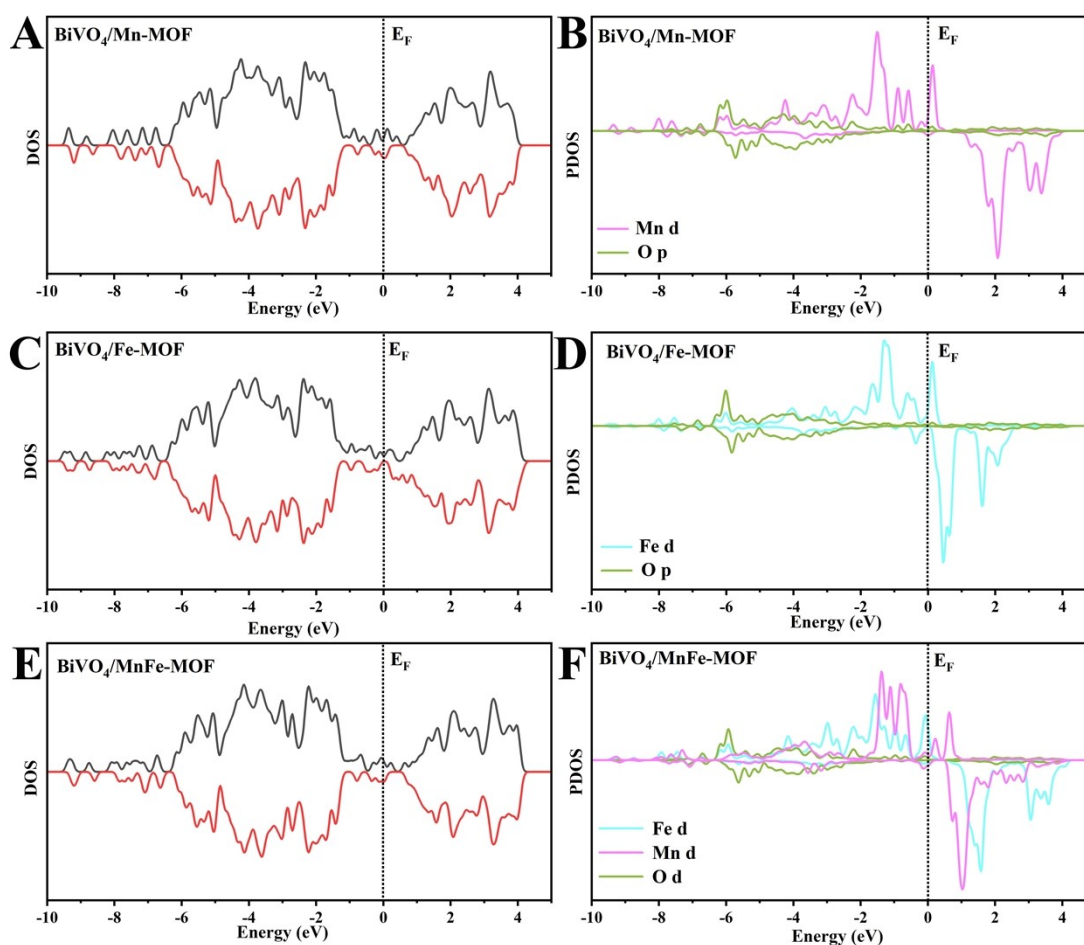 A
BiVO4/Mn-MOF
EF
DOS
-10 -8 -6 -4 -2 0 2 4
Energy (eV)
B
BiVO4/Mn-MOF
EF
PDOS
Mn d
O p
-10 -8 -6 -4 -2 0 2 4
Energy (eV)
C
BiVO4/Fe-MOF
EF
DOS
-10 -8 -6 -4 -2 0 2 4
Energy (eV)
D
BiVO4/Fe-MOF
EF
PDOS
Fe d
O p
-10 -8 -6 -4 -2 0 2 4
Energy (eV)
E
BiVO4/MnFe-MOF
EF
DOS
-10 -8 -6 -4 -2 0 2 4
Energy (eV)
F
BiVO4/MnFe-MOF
EF
PDOS
Fe d
Mn d
O d
-10 -8 -6 -4 -2 0 2 4
Energy (eV)